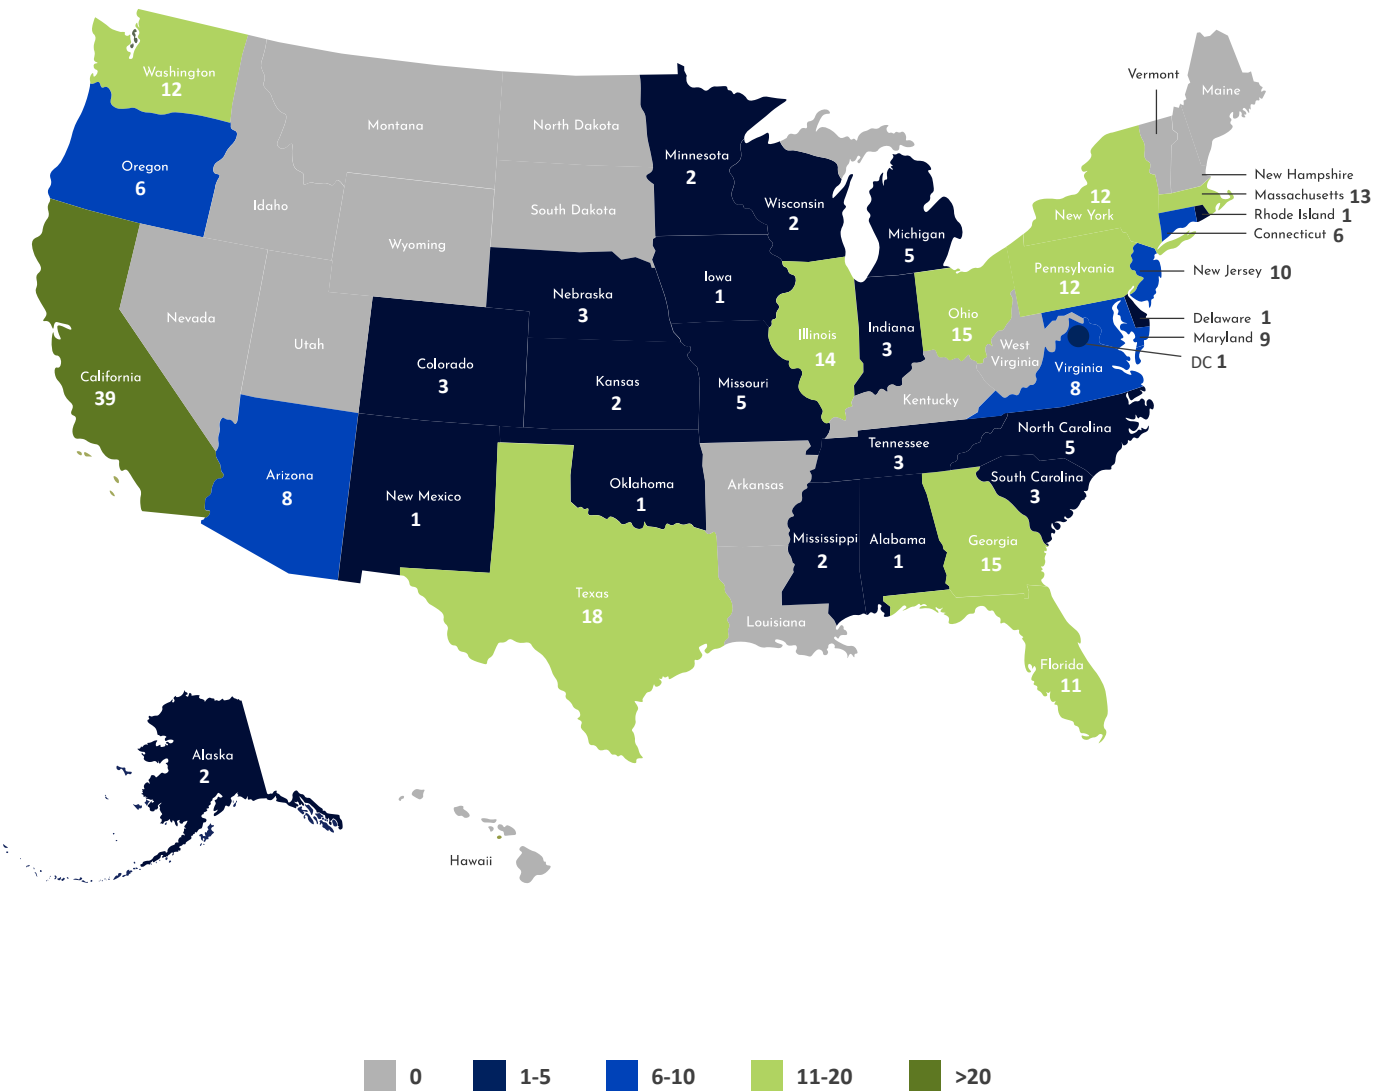 Washington
12
Oregon
6
California
39
Idaho
Nevada
Montana
Wyoming
Utah
Arizona
8
North Dakota
South Dakota
Nebraska
3
Colorado
3
Kansas
2
New Mexico
1
Oklahoma
1
Texas
18
Minnesota
2
Iowa
1
Missouri
5
Arkansas
Louisiana
Wisconsin
2
Michigan
5
Illinois
14
Indiana
3
Ohio
15
Kentucky
West
Virginia
Virginia
8
Tennessee
3
North Carolina
5
South Carolina
3
Mississippi
2
Alabama
1
Georgia
15
Florida
11
Pennsylvania
12
12
New York
Vermont
Maine
New Hampshire
Massachusetts 13
Rhode Island 1
Connecticut 6
New Jersey 10
Delaware 1
Maryland 9
DC 1
Alaska
2
Hawaii
0
1-5
6-10
11-20
>20